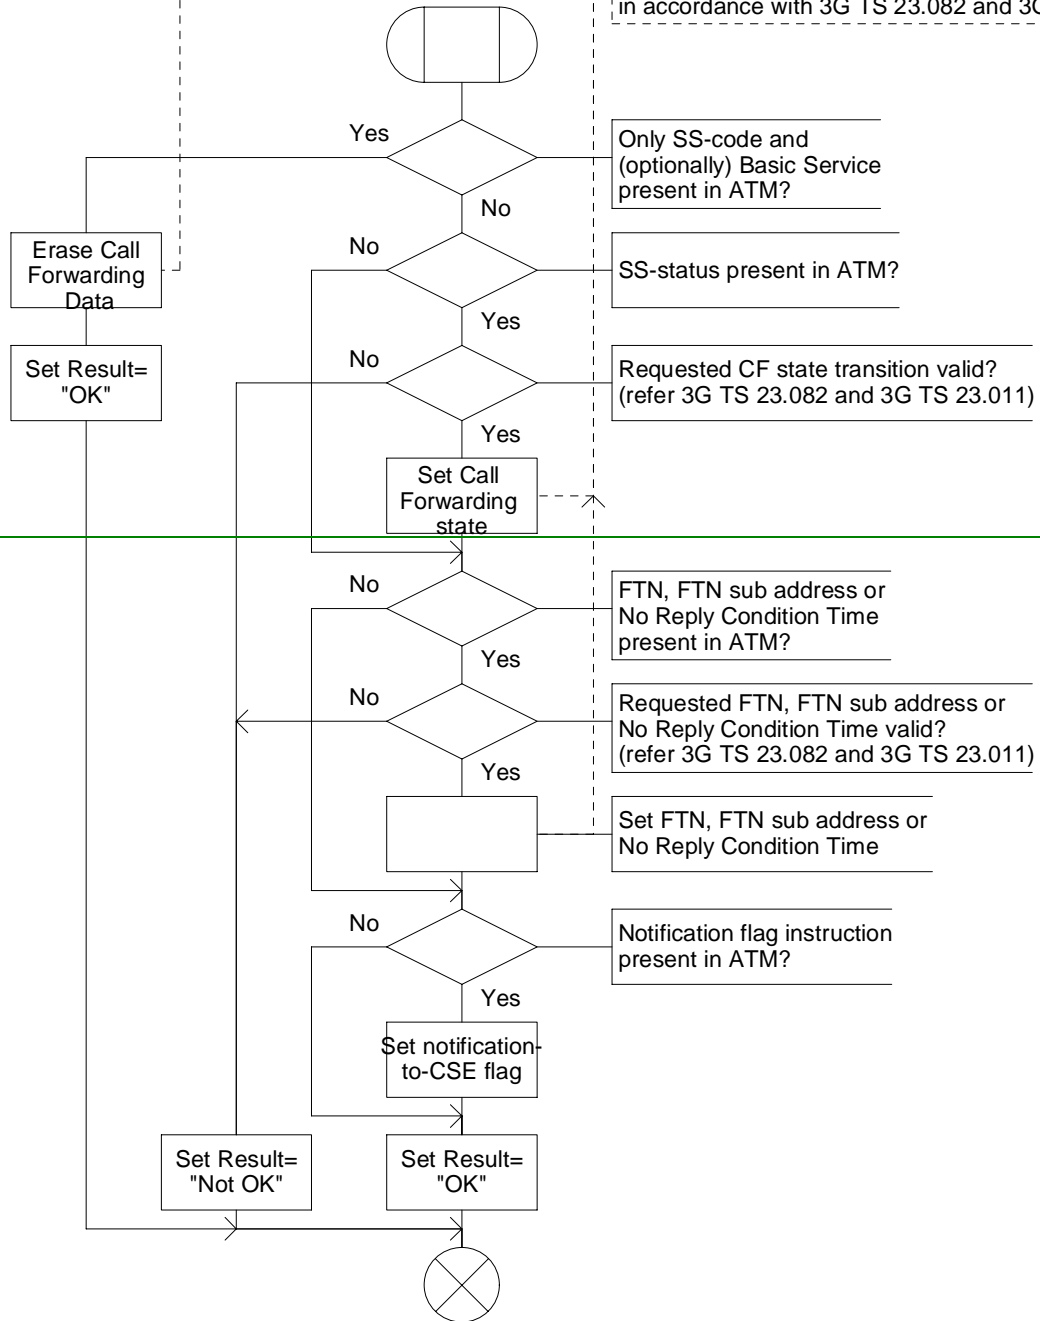 in accordance with 3G TS 23.082 and 3G
Yes
Only SS-code and
(optionally) Basic Service
present in ATM?
No
Erase Call
Forwarding
Data
No
SS-status present in ATM?
Yes
Set Result=
"OK"
No
Requested CF state transition valid?
(refer 3G TS 23.082 and 3G TS 23.011)
Yes
Set Call
Forwarding
state
No
FTN, FTN sub address or
No Reply Condition Time
present in ATM?
Yes
No
Requested FTN, FTN sub address or
No Reply Condition Time valid?
(refer 3G TS 23.082 and 3G TS 23.011)
Yes
Set FTN, FTN sub address or
No Reply Condition Time
No
Notification flag instruction
present in ATM?
Yes
Set notification-
to-CSE flag
Set Result=
"Not OK"
Set Result=
"OK"